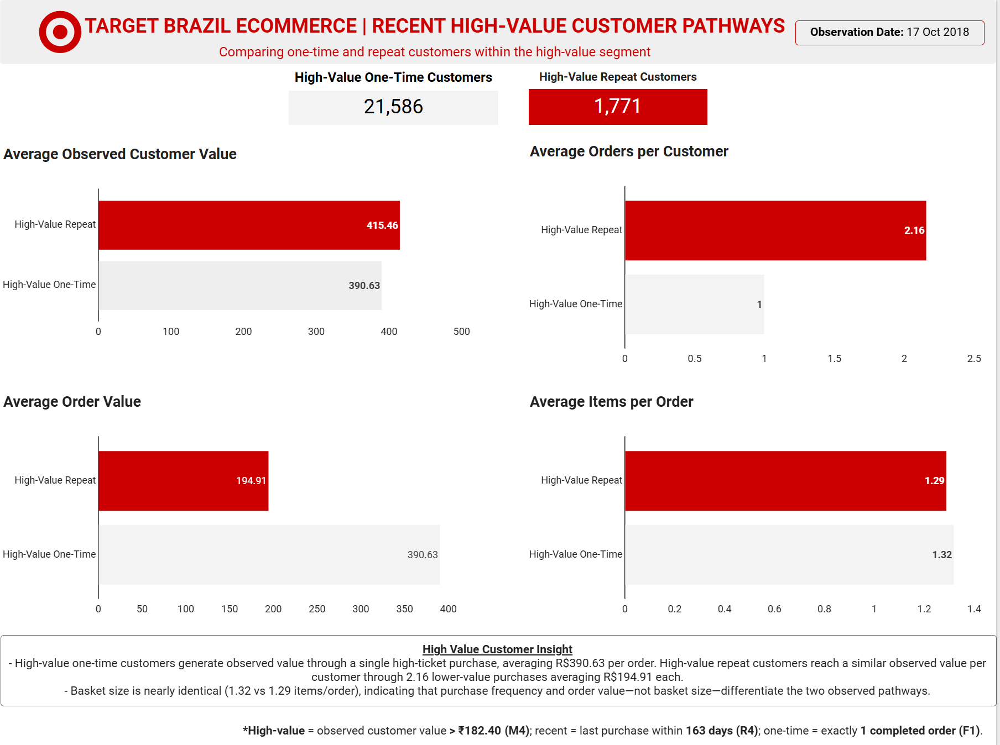 TARGET BRAZIL ECOMMERCE | RECENT HIGH-VALUE CUSTOMER PATHWAYS
Observation Date: 17 Oct 2018
Comparing one-time and repeat customers within the high-value segment
High-Value One-Time Customers
21,586
High-Value Repeat Customers
1,771
Average Observed Customer Value
High-Value Repeat
415.46
High-Value One-Time
390.63
0 100 200 300 400 500
Average Orders per Customer
High-Value Repeat
2.16
High-Value One-Time
1
0 0.5 1 1.5 2 2.5
Average Order Value
High-Value Repeat
194.91
High-Value One-Time
390.63
0 50 100 150 200 250 300 350 400
Average Items per Order
High-Value Repeat
1.29
High-Value One-Time
1.32
0 0.2 0.4 0.6 0.8 1 1.2 1.4
High Value Customer Insight
- High-value one-time customers generate observed value through a single high-ticket purchase, averaging R$390.63 per order. High-value repeat customers reach a similar observed value per
customer through 2.16 lower-value purchases averaging R$194.91 each.
- Basket size is nearly identical (1.32 vs 1.29 items/order), indicating that purchase frequency and order value—not basket size—differentiate the two observed pathways.
*High-value = observed customer value > ₹182.40 (M4); recent = last purchase within 163 days (R4); one-time = exactly 1 completed order (F1).